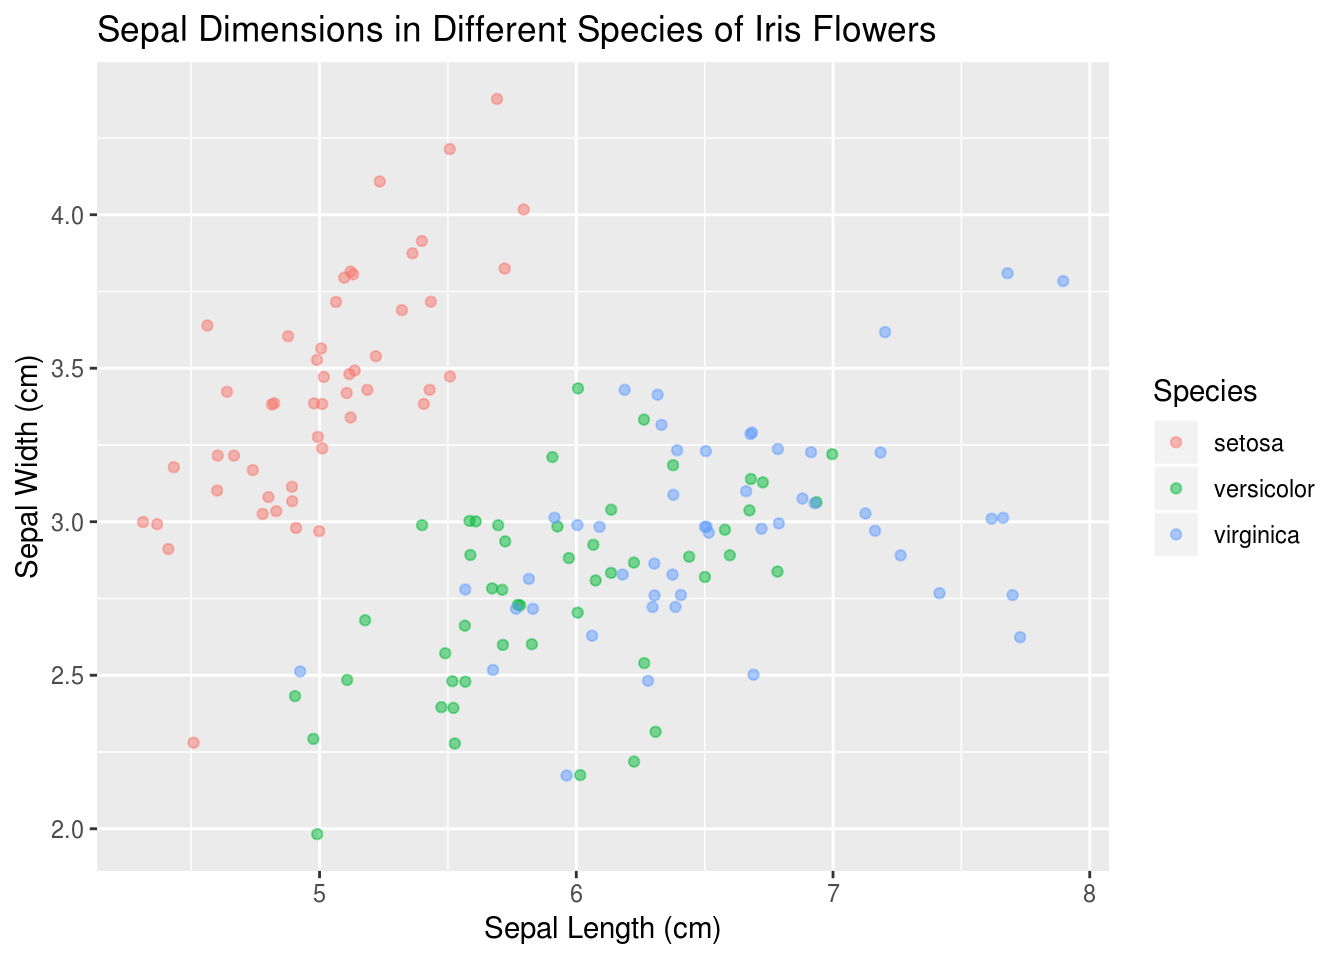 Sepal Dimensions in Different Species of Iris Flowers
4.0
3.5
3.0
2.5
2.0
Sepal Width (cm)
5 6 7 8
Sepal Length (cm)
Species
setosa
versicolor
virginica